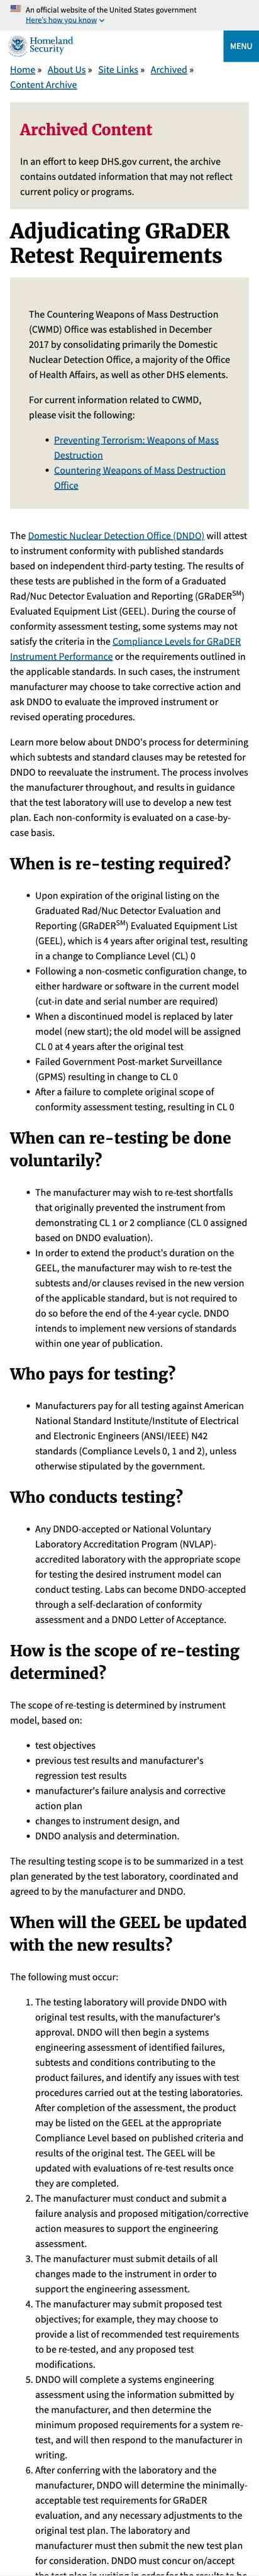 An official website of the United States government
Here's how you know
Homeland
Security
MENU
Home » About Us » Site Links » Archived »
Content Archive
Archived Content
In an effort to keep DHS.gov current, the archive
contains outdated information that may not reflect
current policy or programs.
Adjudicating GRaDER
Retest Requirements
The Countering Weapons of Mass Destruction
(CWMD) Office was established in December
2017 by consolidating primarily the Domestic
Nuclear Detection Office, a majority of the Office
of Health Affairs, as well as other DHS elements.
For current information related to CWMD,
please visit the following:
• Preventing Terrorism: Weapons of Mass
Destruction
• Countering Weapons of Mass Destruction
Office
The Domestic Nuclear Detection Office (DNDO) will attest
to instrument conformity with published standards
based on independent third-party testing. The results of
these tests are published in the form of a Graduated
Rad/Nuc Detector Evaluation and Reporting (GRaDERSM)
Evaluated Equipment List (GEEL). During the course of
conformity assessment testing, some systems may not
satisfy the criteria in the Compliance Levels for GRaDER
Instrument Performance or the requirements outlined in
the applicable standards. In such cases, the instrument
manufacturer may choose to take corrective action and
ask DNDO to evaluate the improved instrument or
revised operating procedures.
Learn more below about DNDO's process for determining
which subtests and standard clauses may be retested for
DNDO to reevaluate the instrument. The process involves
the manufacturer throughout, and results in guidance
that the test laboratory will use to develop a new test
plan. Each non-conformity is evaluated on a case-by-
case basis.
When is re-testing required?
• Upon expiration of the original listing on the
Graduated Rad/Nuc Detector Evaluation and
Reporting (GRaDERSM) Evaluated Equipment List
(GEEL), which is 4 years after original test, resulting
in a change to Compliance Level (CL) 0
• Following a non-cosmetic configuration change, to
either hardware or software in the current model
(cut-in date and serial number are required)
• When a discontinued model is replaced by later
model (new start); the old model will be assigned
CL 0 at 4 years after the original test
• Failed Government Post-market Surveillance
(GPMS) resulting in change to CL 0
• After a failure to complete original scope of
conformity assessment testing, resulting in CL 0
When can re-testing be done
voluntarily?
• The manufacturer may wish to re-test shortfalls
that originally prevented the instrument from
demonstrating CL 1 or 2 compliance (CL 0 assigned
based on DNDO evaluation).
• In order to extend the product's duration on the
GEEL, the manufacturer may wish to re-test the
subtests and/or clauses revised in the new version
of the applicable standard, but is not required to
do so before the end of the 4-year cycle. DNDO
intends to implement new versions of standards
within one year of publication.
Who pays for testing?
• Manufacturers pay for all testing against American
National Standard Institute/Institute of Electrical
and Electronic Engineers (ANSI/IEEE) N42
standards (Compliance Levels 0, 1 and 2), unless
otherwise stipulated by the government.
Who conducts testing?
• Any DNDO-accepted or National Voluntary
Laboratory Accreditation Program (NVLAP)-
accredited laboratory with the appropriate scope
for testing the desired instrument model can
conduct testing. Labs can become DNDO-accepted
through a self-declaration of conformity
assessment and a DNDO Letter of Acceptance.
How is the scope of re-testing
determined?
The scope of re-testing is determined by instrument
model, based on:
• test objectives
• previous test results and manufacturer's
regression test results
• manufacturer's failure analysis and corrective
action plan
• changes to instrument design, and
• DNDO analysis and determination.
The resulting testing scope is to be summarized in a test
plan generated by the test laboratory, coordinated and
agreed to by the manufacturer and DNDO.
When will the GEEL be updated
with the new results?
The following must occur:
1. The testing laboratory will provide DNDO with
original test results, with the manufacturer's
approval. DNDO will then begin a systems
engineering assessment of identified failures,
subtests and conditions contributing to the
product failures, and identify any issues with test
procedures carried out at the testing laboratories.
After completion of the assessment, the product
may be listed on the GEEL at the appropriate
Compliance Level based on published criteria and
results of the original test. The GEEL will be
updated with evaluations of re-test results once
they are completed.
2. The manufacturer must conduct and submit a
failure analysis and proposed mitigation/corrective
action measures to support the engineering
assessment.
3. The manufacturer must submit details of all
changes made to the instrument in order to
support the engineering assessment.
4. The manufacturer may submit proposed test
objectives; for example, they may choose to
provide a list of recommended test requirements
to be re-tested, and any proposed test
modifications.
5. DNDO will complete a systems engineering
assessment using the information submitted by
the manufacturer, and then determine the
minimum proposed requirements for a system re-
test, and will then respond to the manufacturer in
writing.
6. After conferring with the laboratory and the
manufacturer, DNDO will determine the minimally-
acceptable test requirements for GRaDER
evaluation, and any necessary adjustments to the
original test plan. The laboratory and
manufacturer must then submit the new test plan
for consideration. DNDO must concur on/accept